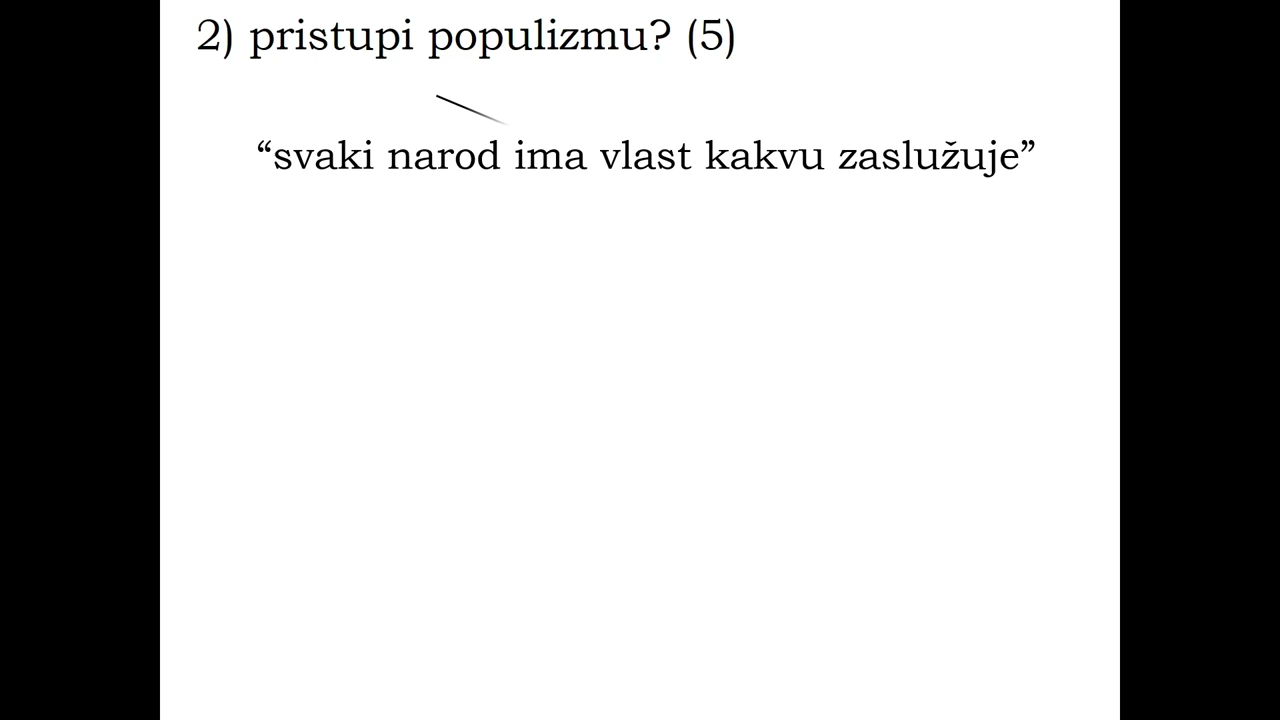 2) pristupi populizmu? (5)
“svaki narod ima vlast kakvu zaslužuje”